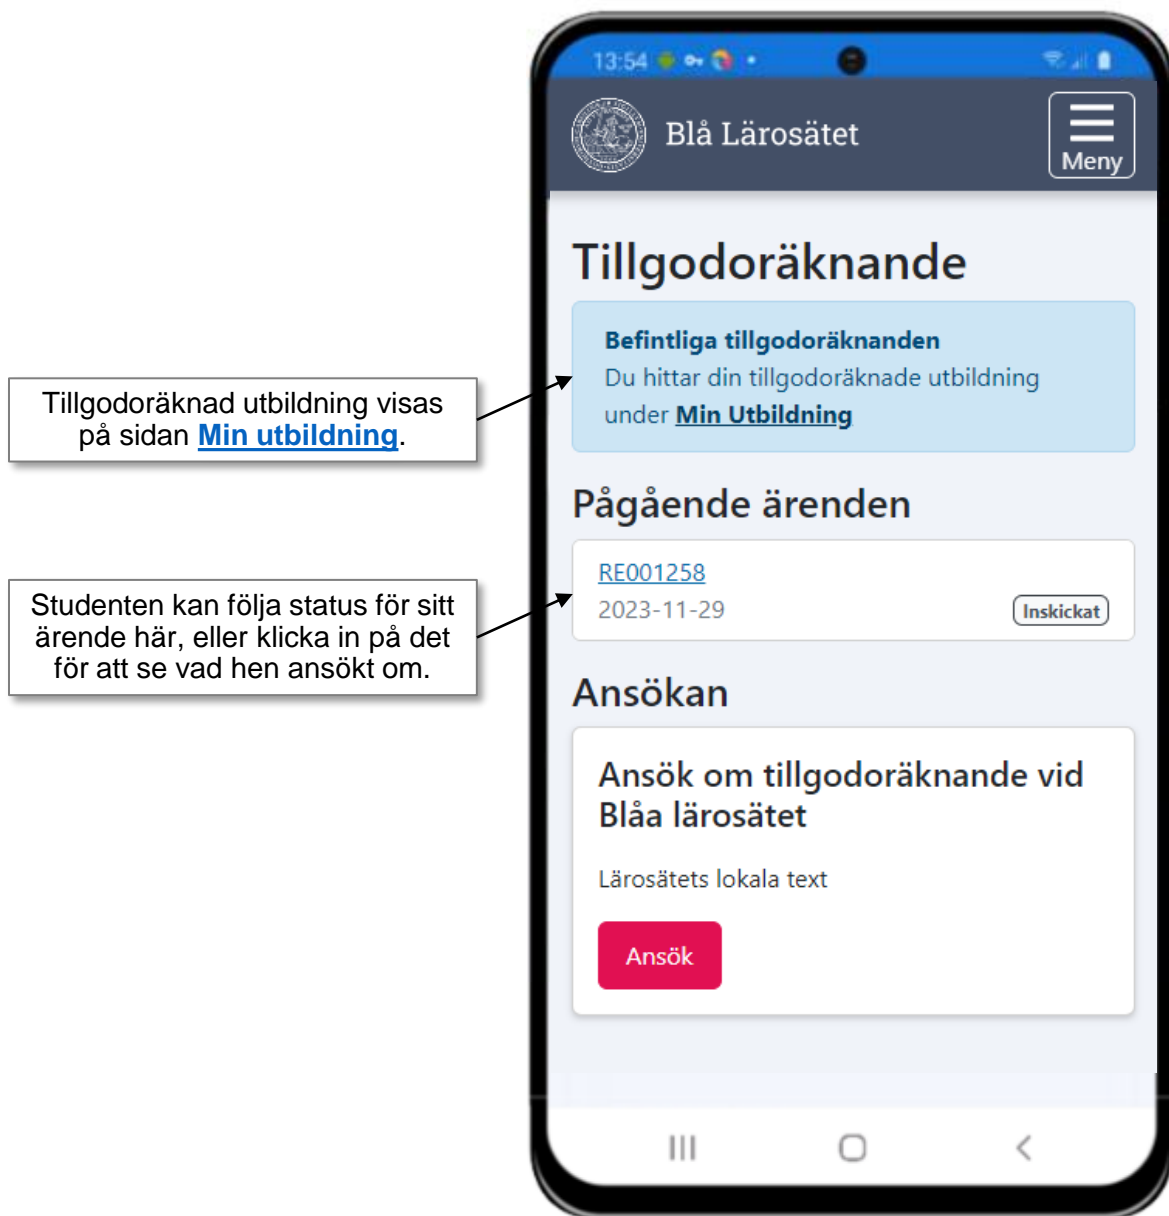 13:54
Blå Lärosätet
Meny
Tillgodoräknande
Befintliga tillgodoräknanden
Du hittar din tillgodoräknade utbildning
under Min Utbildning
Tillgodoräknad utbildning visas
på sidan Min utbildning.
Pågående ärenden
RE001258
2023-11-29
Inskickat
Studenten kan följa status för sitt
ärende här, eller klicka in på det
för att se vad hen ansökt om.
Ansökan
Ansök om tillgodoräknande vid
Blåa lärosätet
Lärosätets lokala text
Ansök